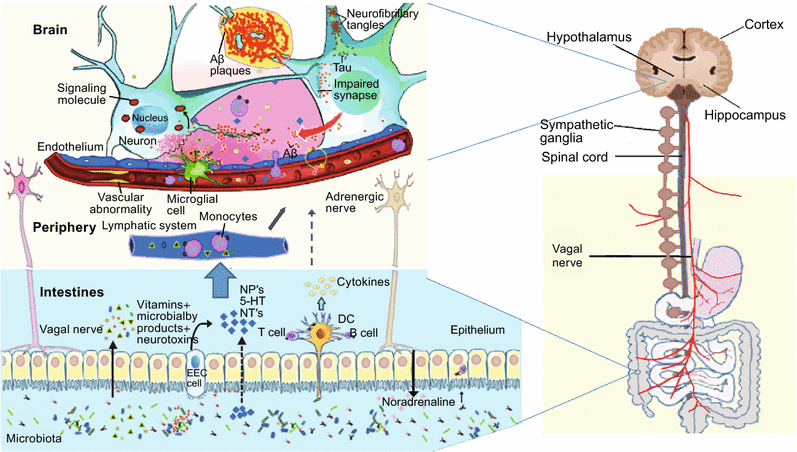 Brain
Neurofibrillary
tangles
Aβ
plaques
Tau
Impaired
synapse
Signaling
molecule
Nucleus
Neuron
Endothelium
Aβ
Vascular
abnormality
Microglial
cell
Adrenergic
nerve
Periphery
Lymphatic system
Monocytes
Intestines
Vagal nerve
Vitamins+
microbialby
products+
neurotoxins
NP's
5-HT
NT's
Cytokines
DC
T cell
B cell
Epithelium
EEC
cell
Noradrenaline
Microbiota
Cortex
Hypothalamus
Hippocampus
Sympathetic
ganglia
Spinal cord
Vagal
nerve